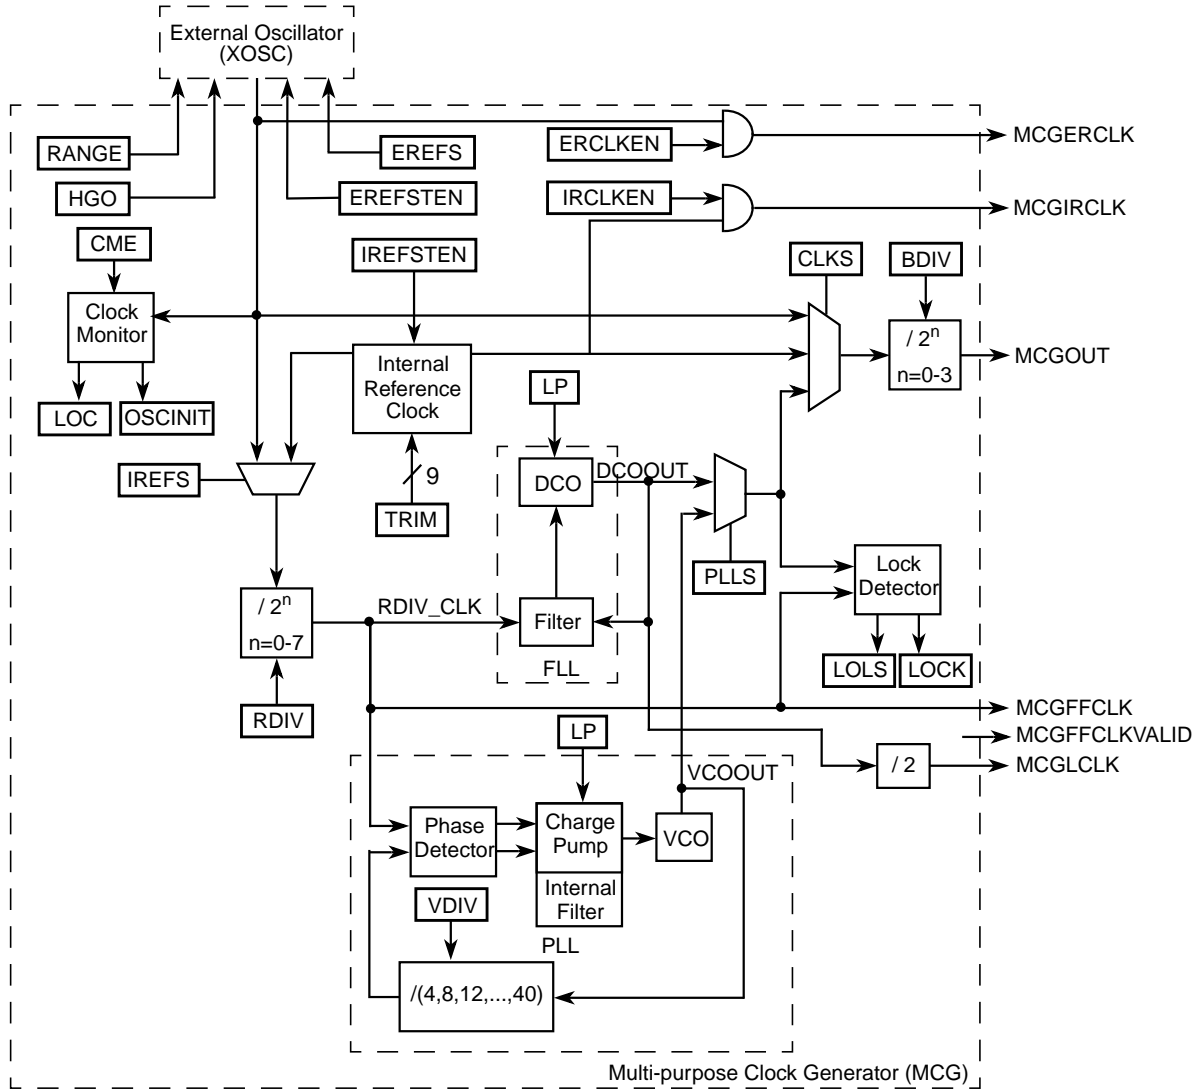 External Oscillator
(XOSC)
RANGE
EREFS
HGO
EREFSTEN
ERCLKEN
MCGERCLK
IRCLKEN
MCGIRCLK
CME
IREFSTEN
CLKS
BDIV
Clock
Monitor
LOC
OSCINIT
Internal
Reference
Clock
/ 2n
n=0-3
MCGOUT
LP
IREFS
9
TRIM
DCO
DCOOUT
PLLS
Lock
Detector
LOLS
LOCK
/ 2n
n=0-7
RDIV_CLK
Filter
FLL
RDIV
MCGFFCLK
MCGFFCLKVALID
MCGLCLK
/ 2
LP
VCOOUT
Phase
Detector
Charge
Pump
VCO
Internal
Filter
VDIV
PLL
/(4,8,12,...,40)
Multi-purpose Clock Generator (MCG)